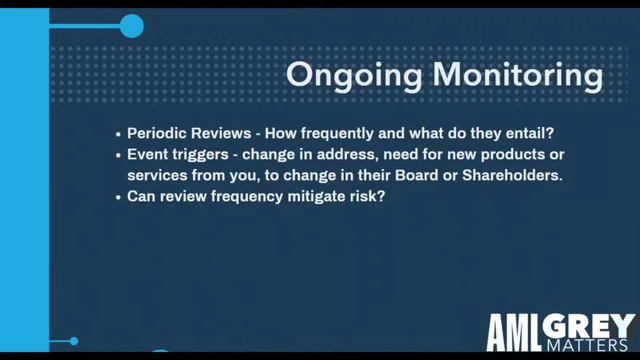 Ongoing Monitoring
• Periodic Reviews - How frequently and what do they entail?
• Event triggers - change in address, need for new products or
services from you, to change in their Board or Shareholders.
• Can review frequency mitigate risk?
AML GREY
MATTERS